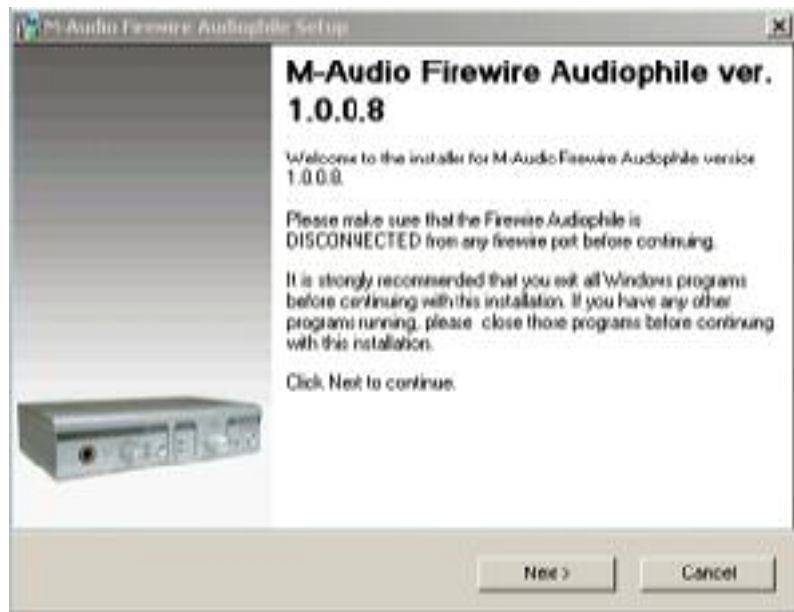 M-Audio Firewire Audiophile Setup
M-Audio Firewire Audiophile ver.
1.0.0.8
Welcome to the installer for M-Audio Firewire Audiophile version
1.0.0.8.
Please make sure that the Firewire Audiophile is
DISCONNECTED from any firewire port before continuing.
It is strongly recommended that you exit all Windows programs
before continuing with this installation. If you have any other
programs running, please close those programs before continuing
with this installation.
Click Next to continue.
Next >
Cancel